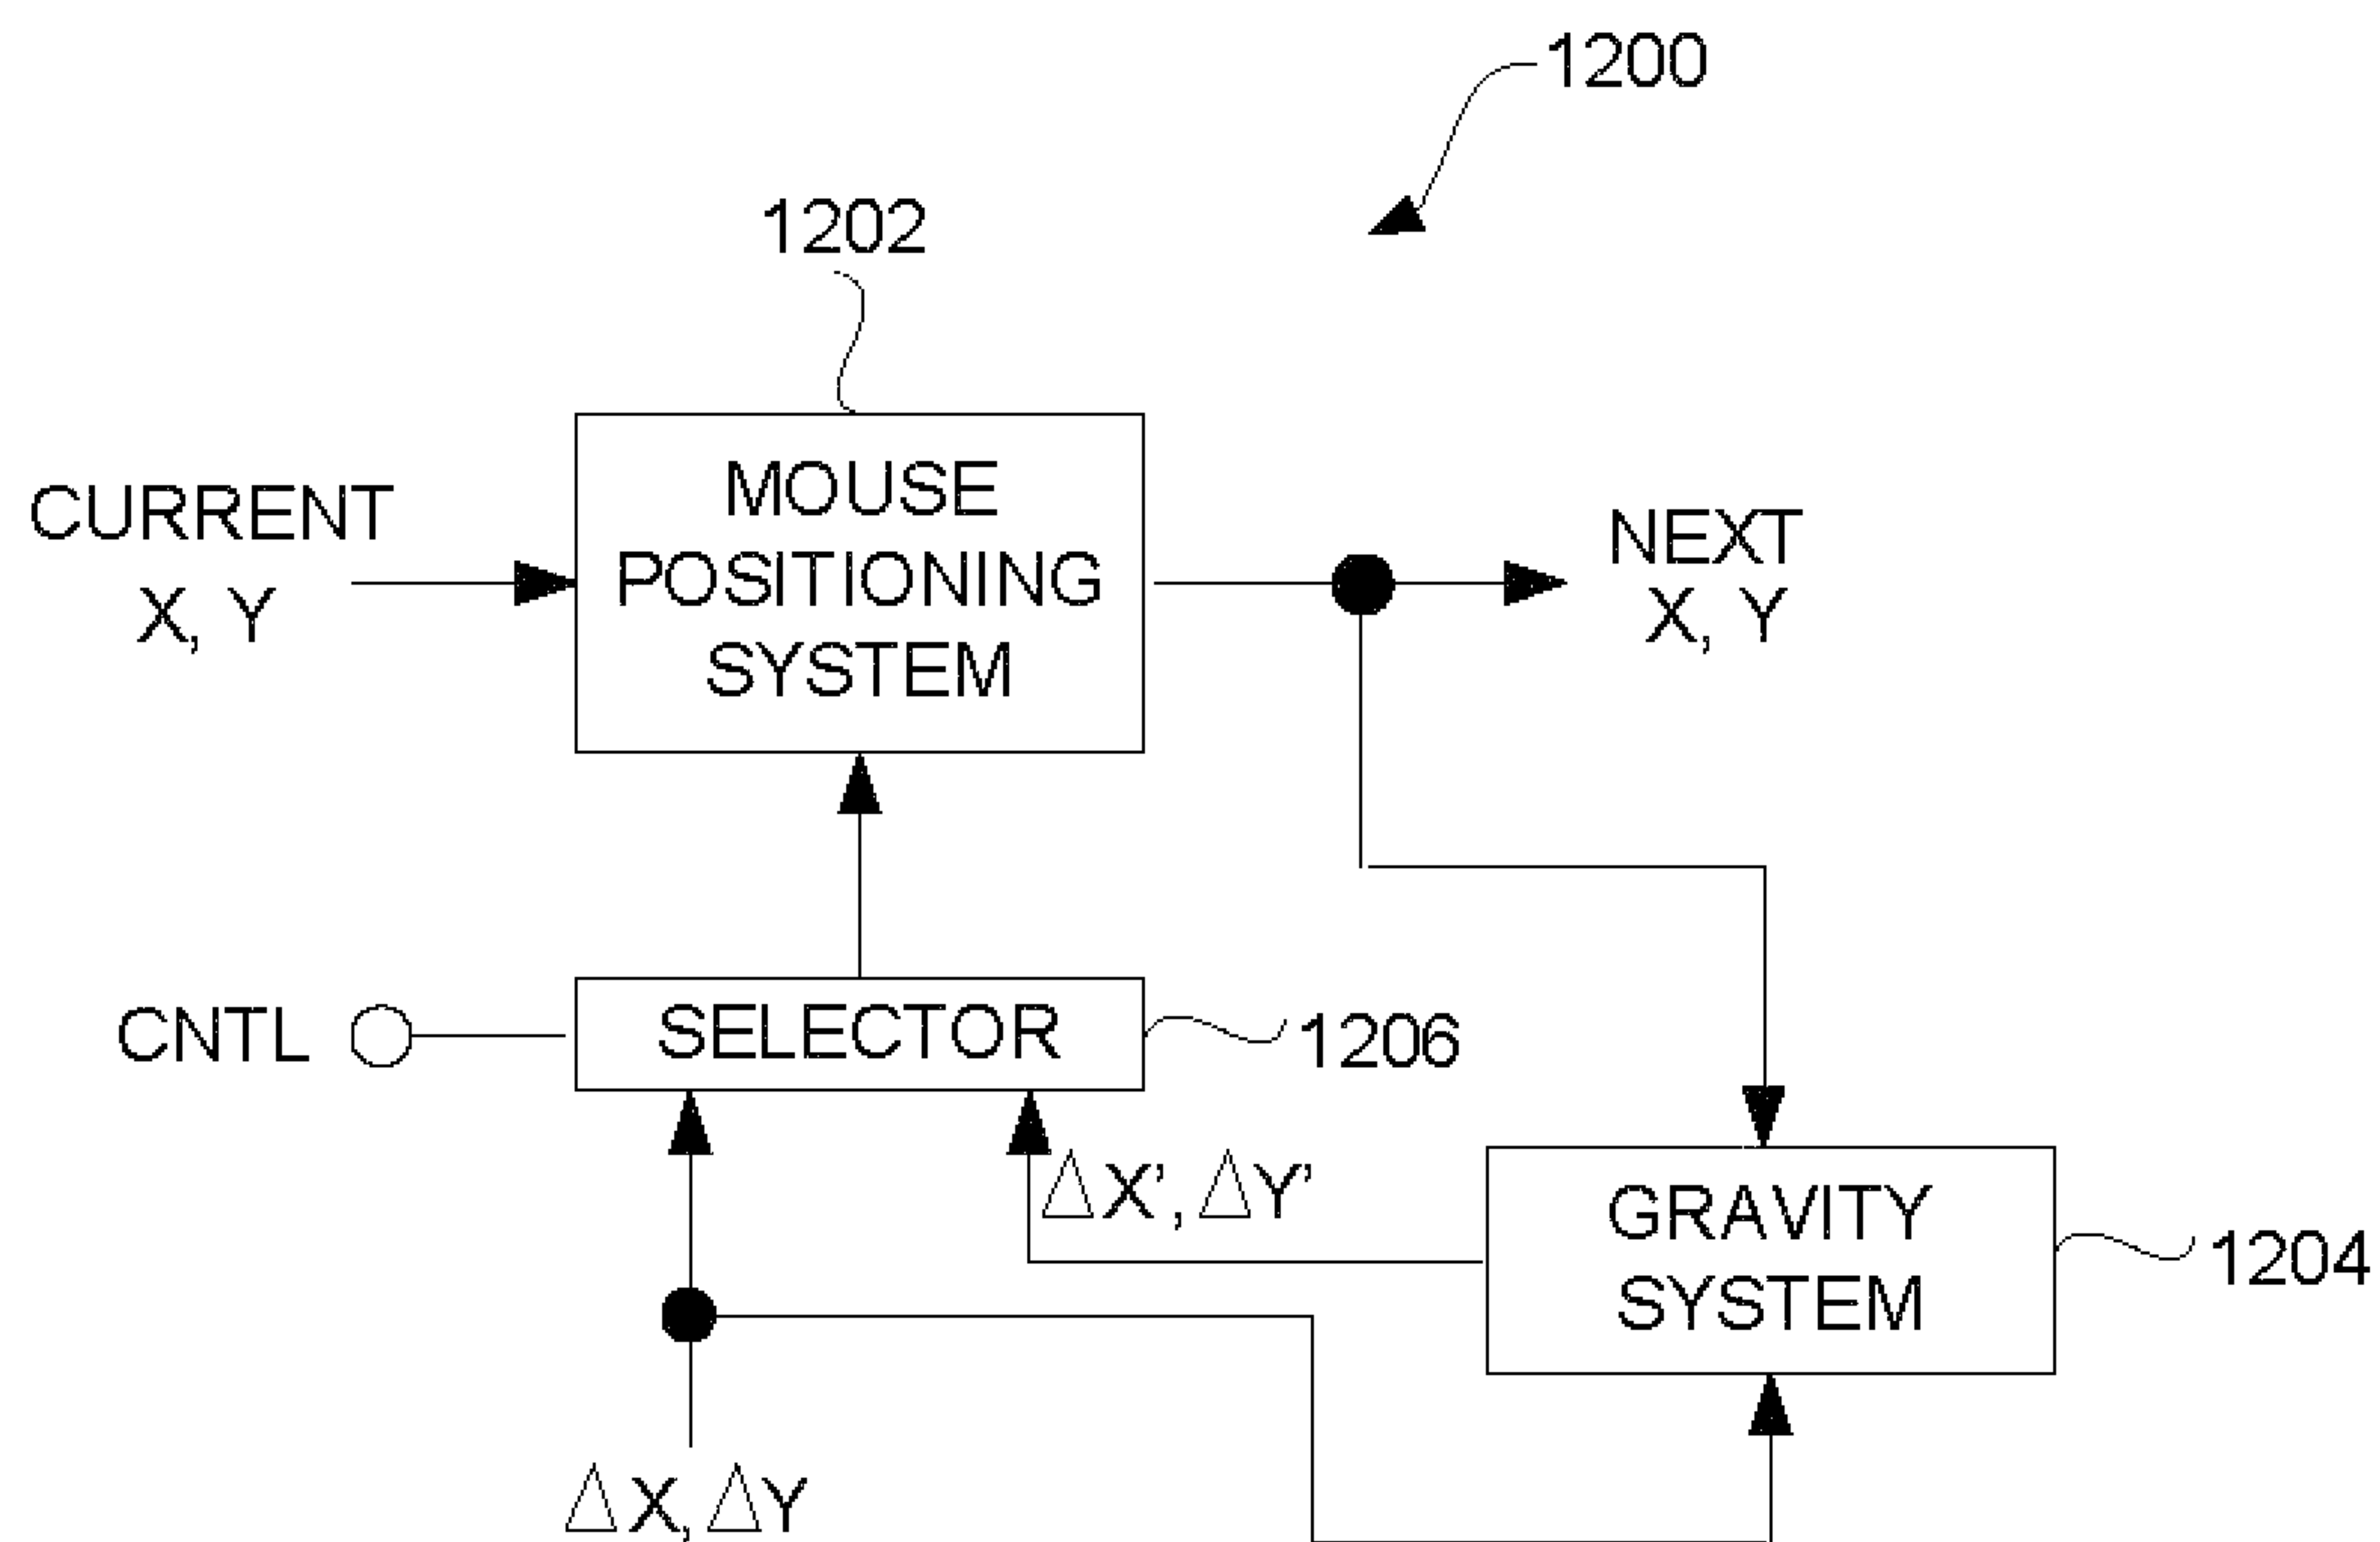 1200
1202
CURRENT
X, Y
MOUSE
POSITIONING
SYSTEM
NEXT
X, Y
CNTL
SELECTOR
1206
ΔX', ΔY'
GRAVITY
SYSTEM
1204
ΔX, ΔY